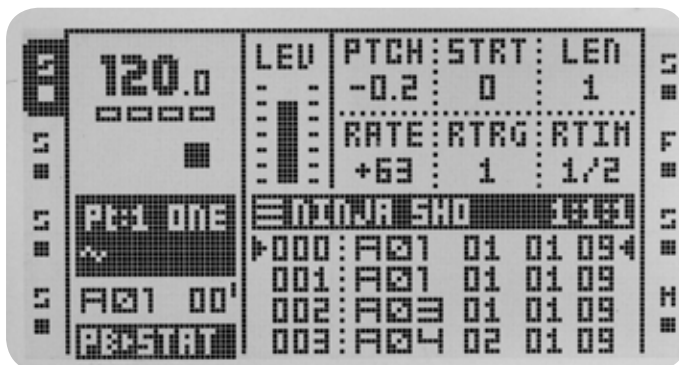 S 120.0 LEV PTCH STRT LEN S
-0.2 0 1
S RATE RTRG RTIM F
+63 1 1/2
S Pt:1 ONE NINJA SHO 1:1:1 S
000 A01 01 01 09
001 A01 01 01 09
S A01 00' 002 A03 01 01 09 H
P8>STAT 003 A04 02 01 09